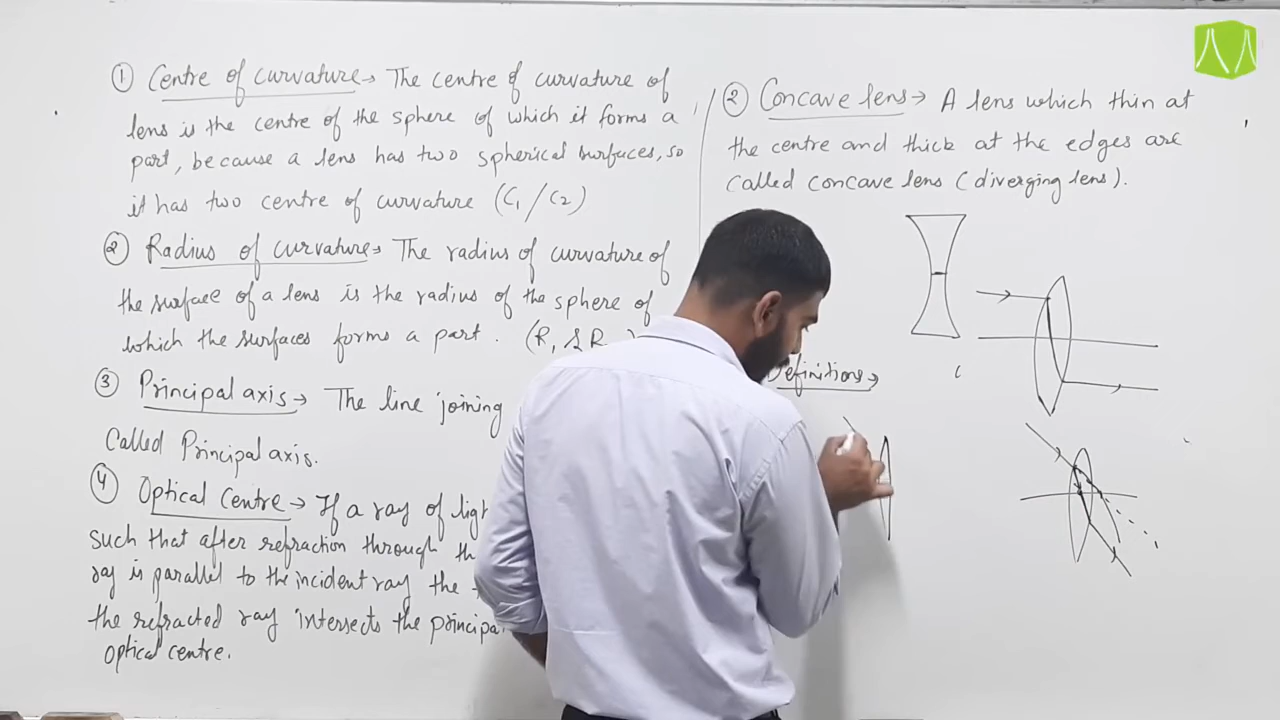 ① Centre of curvature→ The centre of curvature of
lens is the centre of the sphere of which it forms a
part, because a lens has two spherical surfaces, so
it has two centre of curvature (C1/C2)
② Radius of curvature→ The radius of curvature of
the surface of a lens is the radius of the sphere of
which the surfaces forms a part. (R1 & R
③ Principal axis→ The line joining
Called Principal axis.
④ Optical Centre→ If a ray of
such that after refraction through
ray is parallel to the incident ray the
the refracted ray intersects the
optical centre.
② Concave lens→ A lens which thin at
the centre and thick at the edges are
called concave lens (diverging lens).
Definitions→